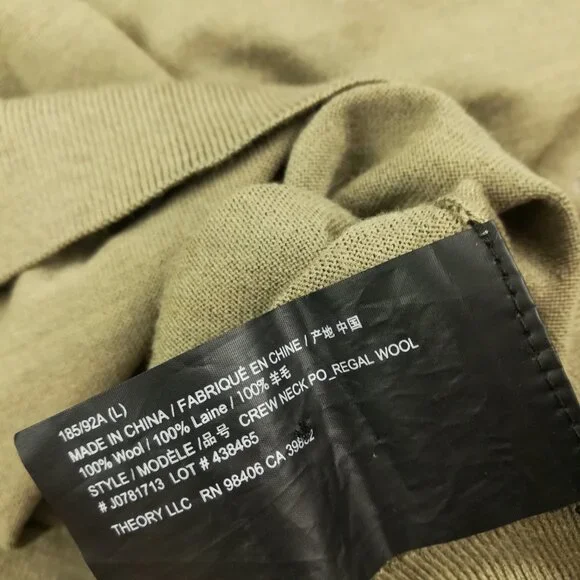 185/92A (L)
MADE IN CHINA / FABRIQUÉ EN CHINE / 产地 中国
100% Wool / 100% Laine / 100% 羊毛
STYLE / MODÈLE / 品号 CREW NECK PO_REGAL WOOL
# J0781713 LOT # 438465
THEORY LLC RN 98406 CA 39802